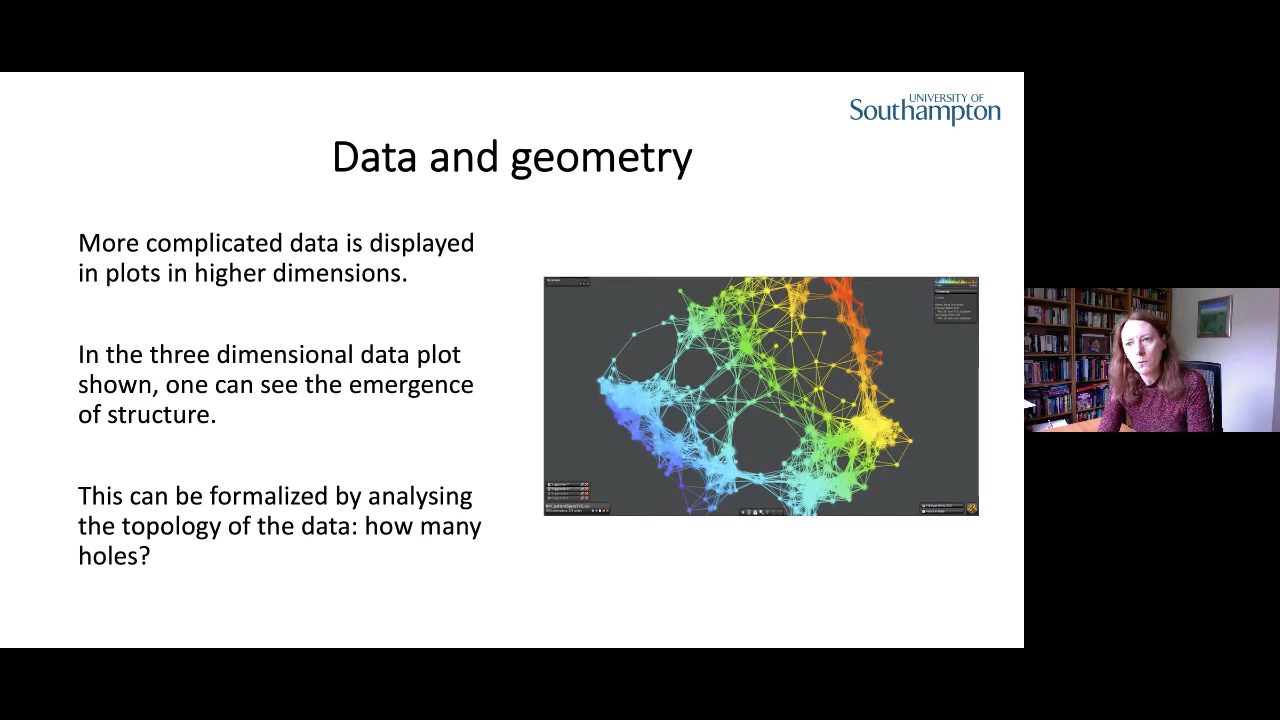 UNIVERSITY OF
Southampton
Data and geometry
More complicated data is displayed
in plots in higher dimensions.
In the three dimensional data plot
shown, one can see the emergence
of structure.
This can be formalized by analysing
the topology of the data: how many
holes?